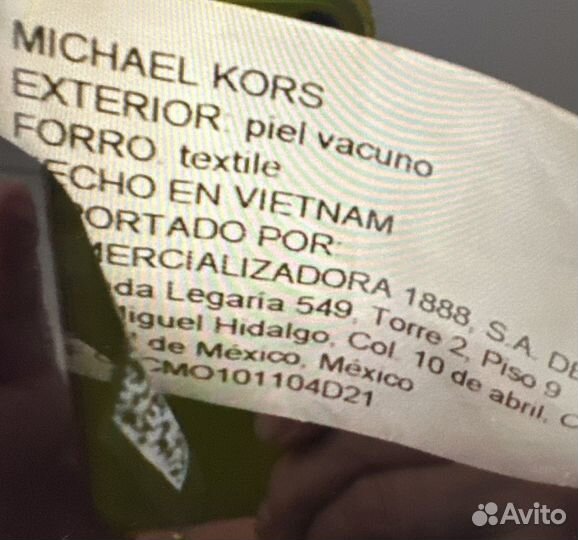 MICHAEL KORS
EXTERIOR: piel vacuno
FORRO: textile
ECHO EN VIETNAM
PORTADO POR:
MERCIALIZADORA 1888, S.A. DE
da Legaria 549, Torre 2, Piso 9
Miguel Hidalgo, Col. 10 de abril, C
de México, México
CMO101104D21
Avito